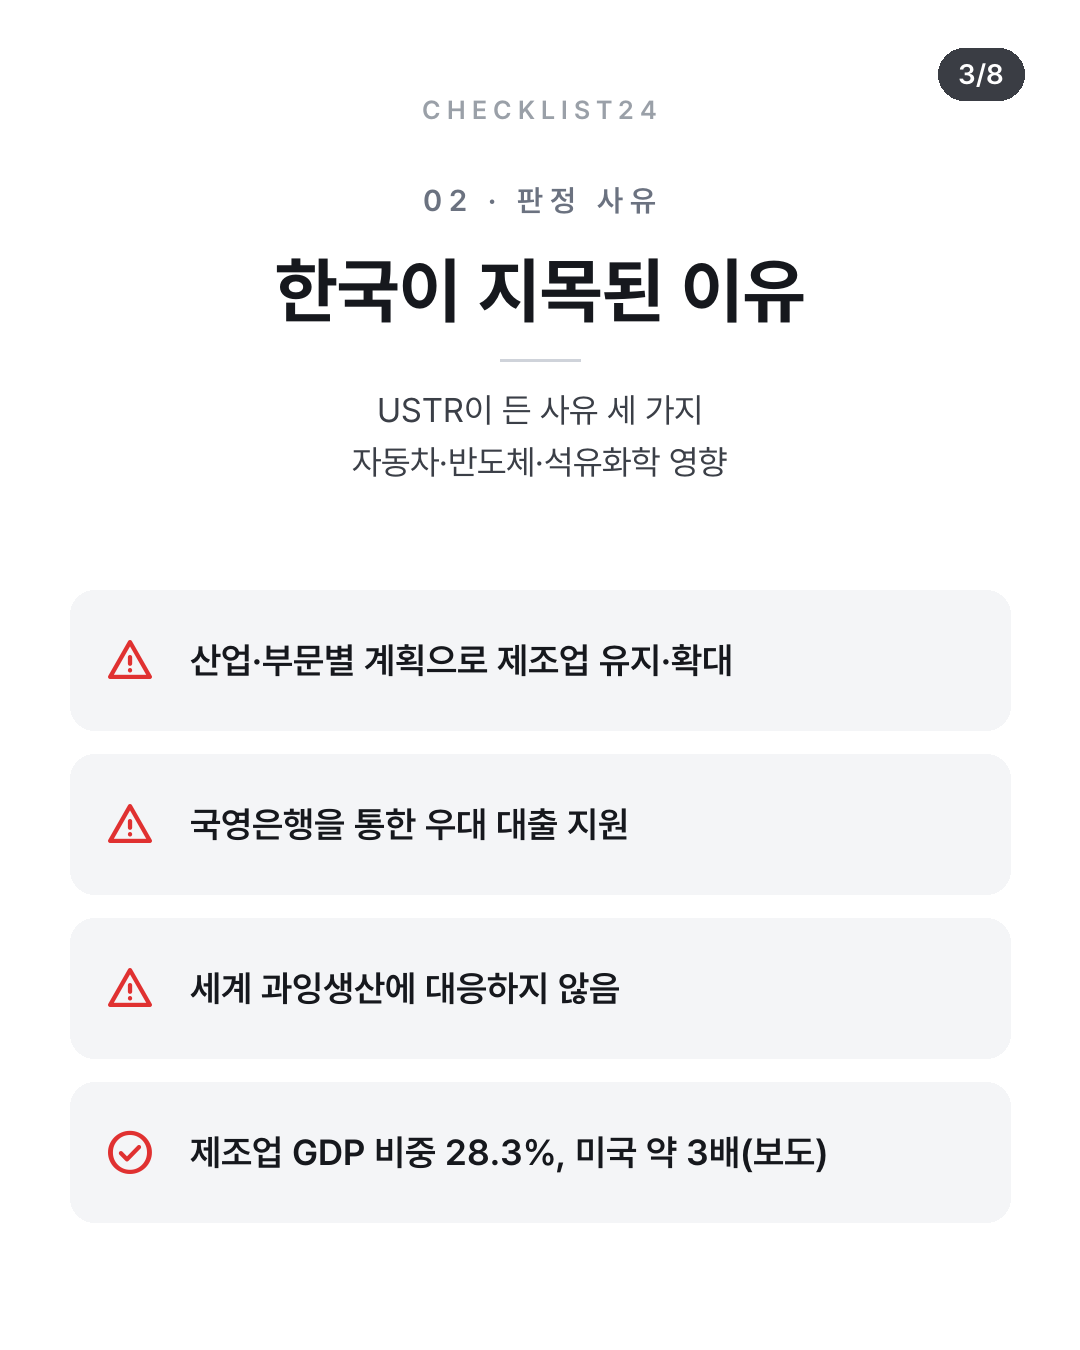 3/8
CHECKLIST24
02 · 판정 사유
한국이 지목된 이유
USTR이 든 사유 세 가지
자동차·반도체·석유화학 영향
산업·부문별 계획으로 제조업 유지·확대
국영은행을 통한 우대 대출 지원
세계 과잉생산에 대응하지 않음
제조업 GDP 비중 28.3%, 미국 약 3배(보도)